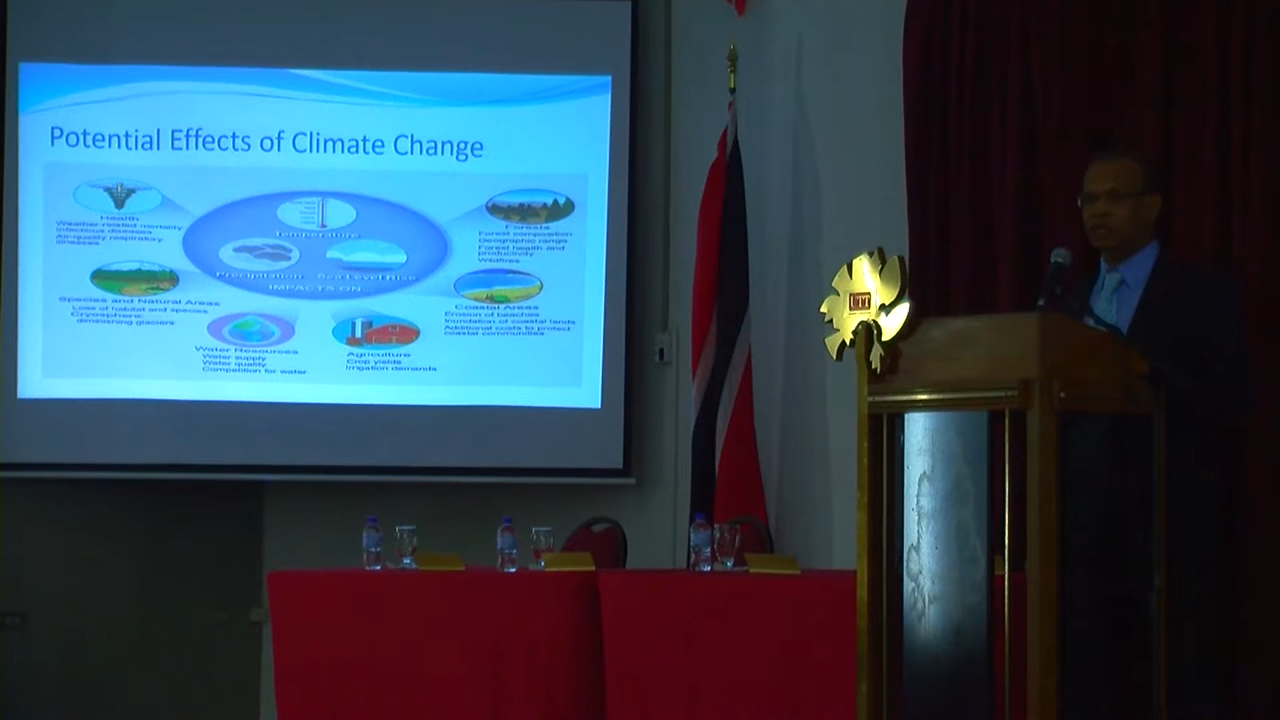 Potential Effects of Climate Change
Health
Weather-related mortality
Infectious diseases
Air-quality respiratory
illnesses
Temperature
Precipitation
Sea Level Rise
IMPACTS ON...
Forests
Forest composition
Geographic range
Forest health and
productivity
Wildfires
Species and Natural Areas
Loss of habitat and species
Cryosphere:
diminishing glaciers
Coastal Areas
Erosion of beaches
Inundation of coastal lands
Additional costs to protect
coastal communities
Water Resources
Water supply
Water quality
Competition for water
Agriculture
Crop yields
Irrigation demands